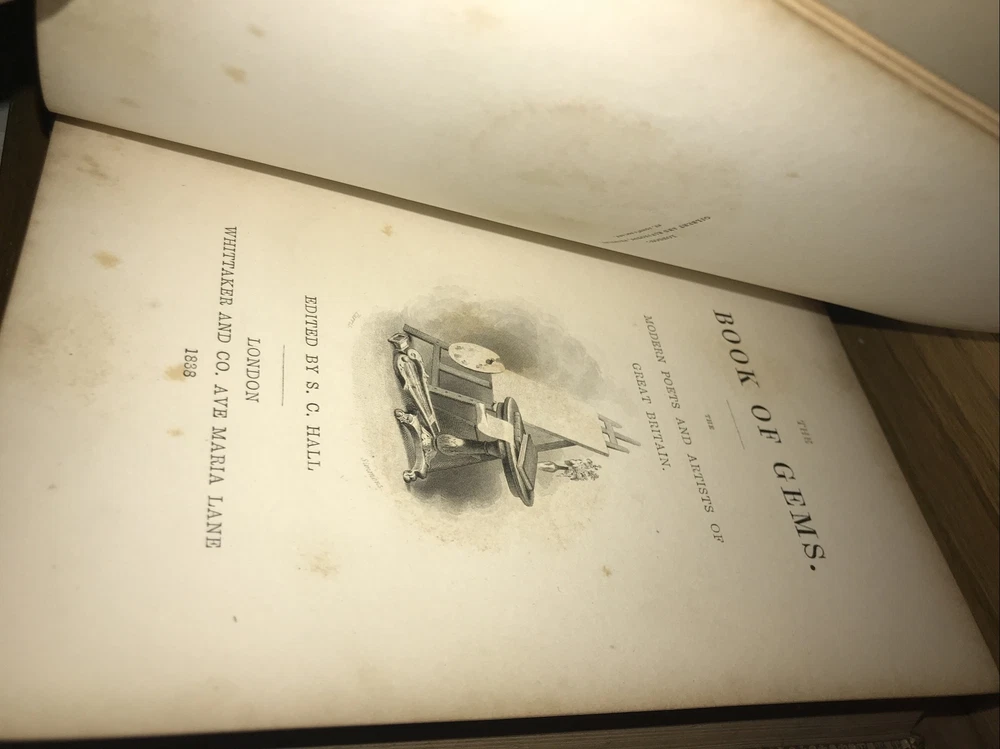 THE
BOOK OF GEMS.
THE
MODERN POETS AND ARTISTS OF
GREAT BRITAIN.
EDITED BY S. C. HALL
LONDON
WHITTAKER AND CO. AVE MARIA LANE
1838